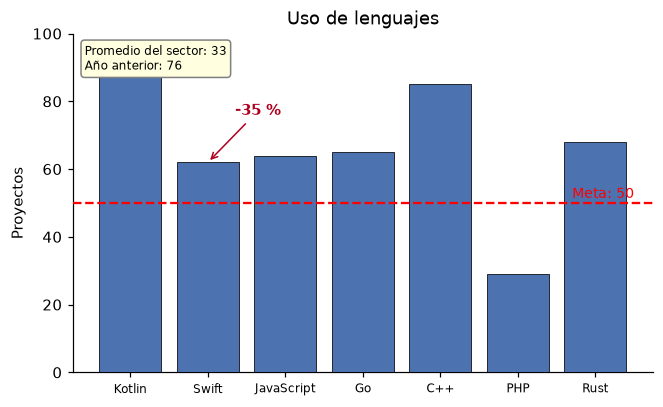 Uso de lenguajes
Promedio del sector: 33
Año anterior: 76
-35 %
Meta: 50
Proyectos
100
80
60
40
20
0
Kotlin
Swift
JavaScript
Go
C++
PHP
Rust